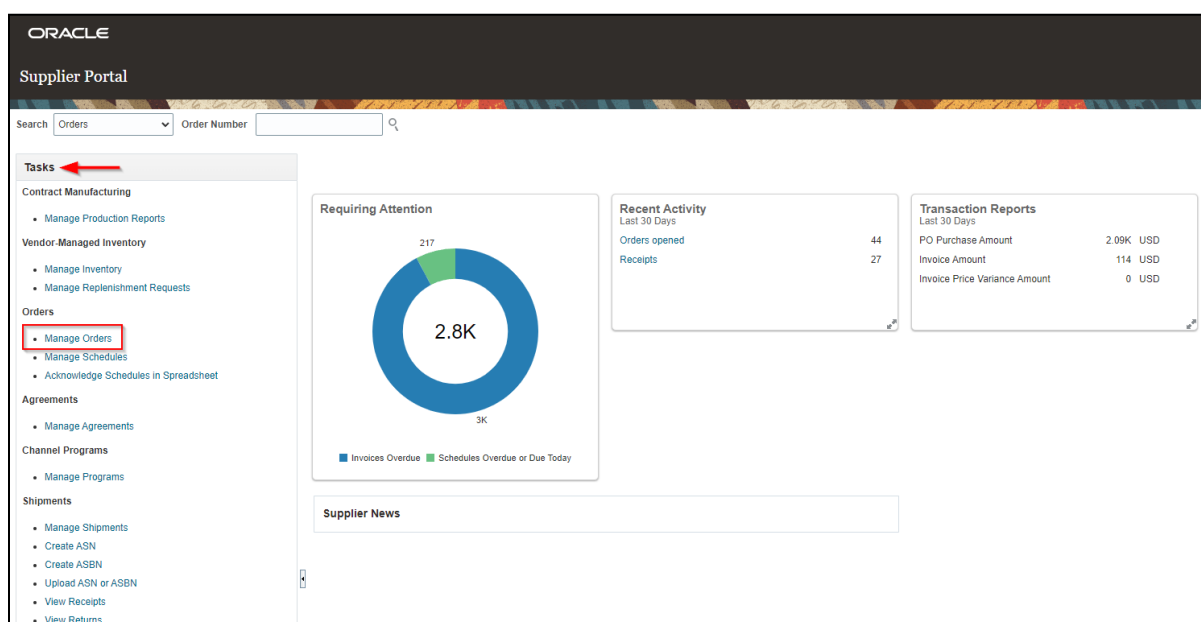 ORACLE
Supplier Portal
Search Orders Order Number
Tasks
Contract Manufacturing
Manage Production Reports
Vendor-Managed Inventory
Manage Inventory
Manage Replenishment Requests
Orders
Manage Orders
Manage Schedules
Acknowledge Schedules in Spreadsheet
Agreements
Manage Agreements
Channel Programs
Manage Programs
Shipments
Manage Shipments
Create ASN
Create ASBN
Upload ASN or ASBN
View Receipts
View Returns
Requiring Attention
217
2.8K
3K
Invoices Overdue Schedules Overdue or Due Today
Recent Activity
Last 30 Days
Orders opened 44
Receipts 27
Transaction Reports
Last 30 Days
PO Purchase Amount 2.09K USD
Invoice Amount 114 USD
Invoice Price Variance Amount 0 USD
Supplier News